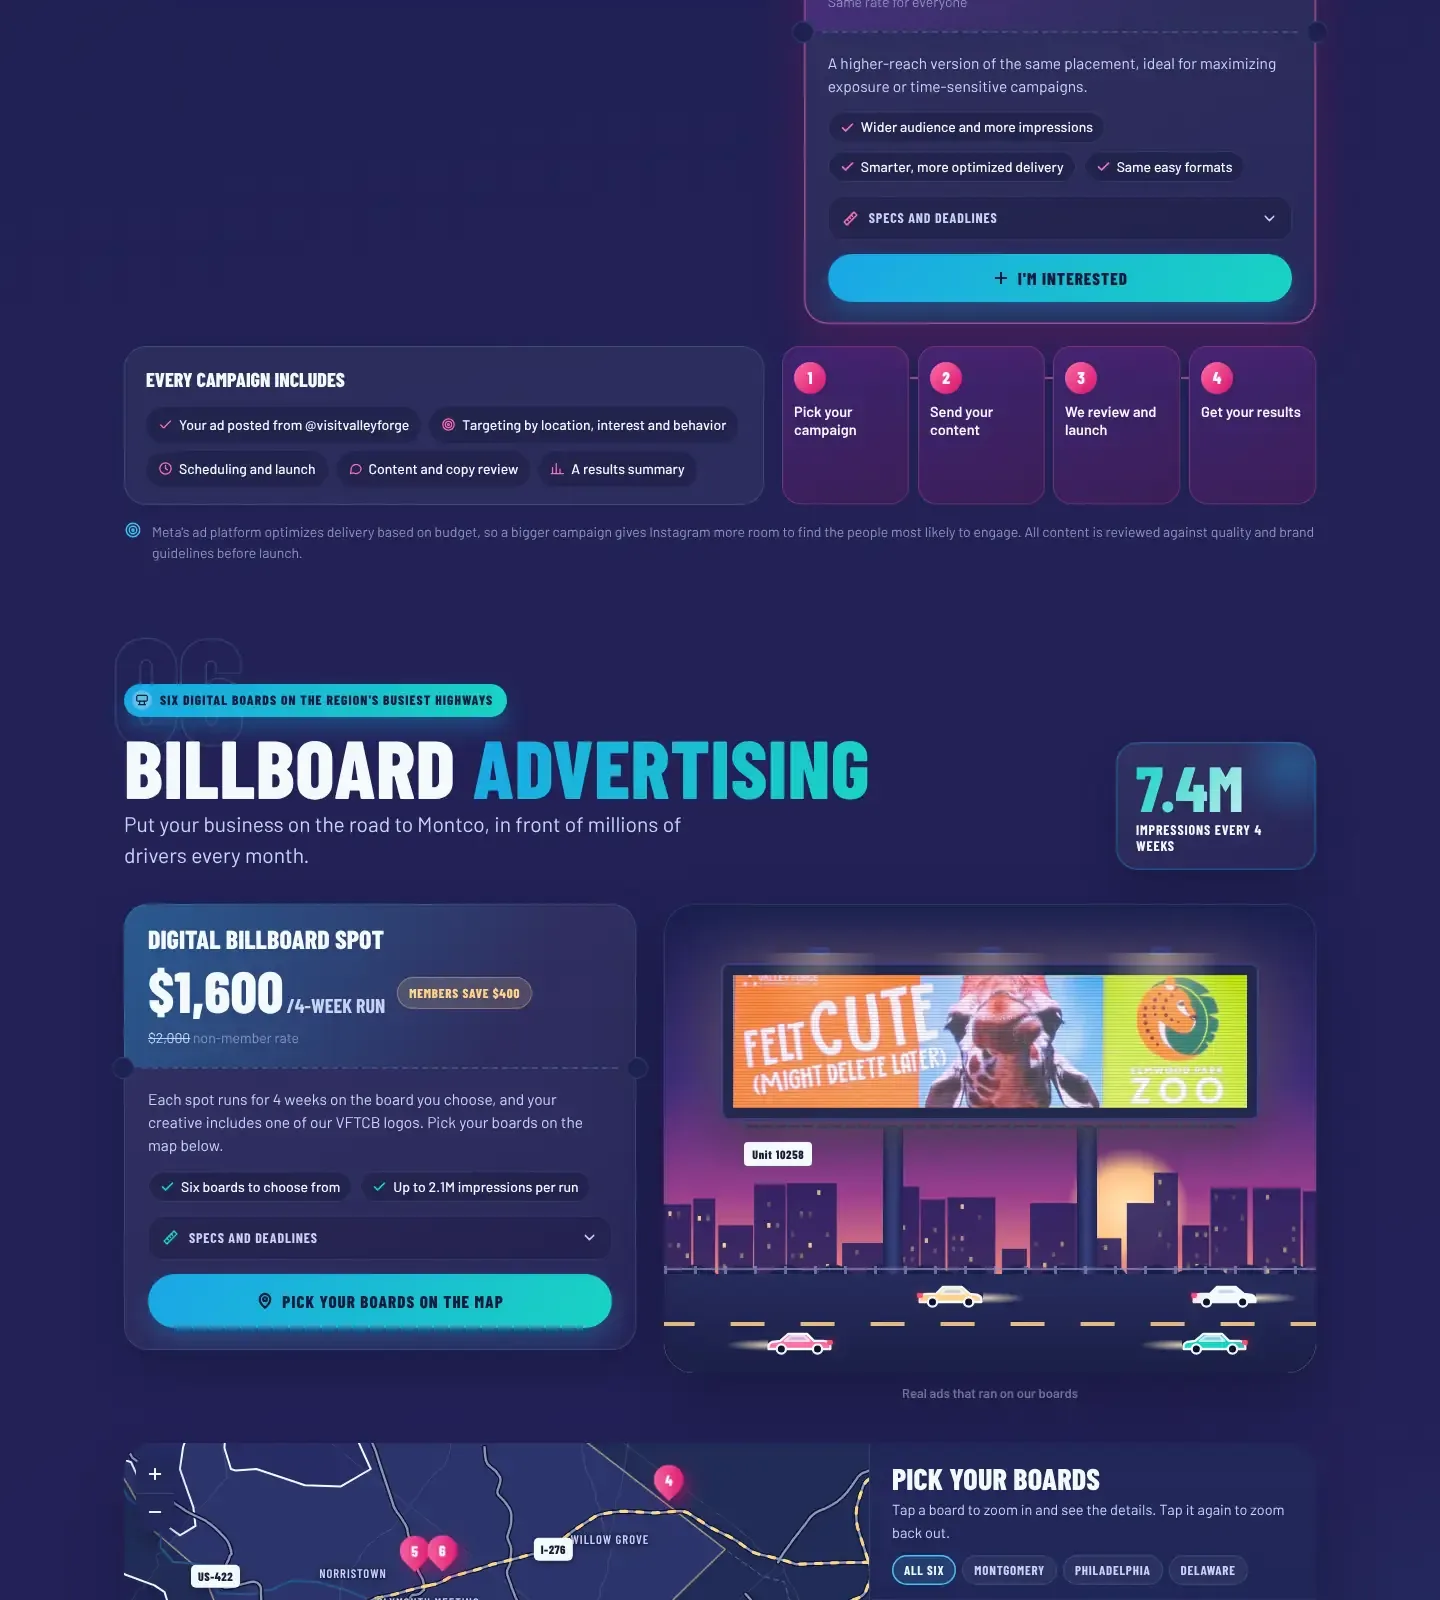 Same rate for everyone
A higher-reach version of the same placement, ideal for maximizing
exposure or time-sensitive campaigns.
Wider audience and more impressions
Smarter, more optimized delivery
Same easy formats
SPECS AND DEADLINES
+ I'M INTERESTED
EVERY CAMPAIGN INCLUDES
Your ad posted from @visitvalleyforge
Targeting by location, interest and behavior
Scheduling and launch
Content and copy review
A results summary
1
Pick your
campaign
2
Send your
content
3
We review and
launch
4
Get your results
Meta's ad platform optimizes delivery based on budget, so a bigger campaign gives Instagram more room to find the people most likely to engage. All content is reviewed against quality and brand
guidelines before launch.
06
SIX DIGITAL BOARDS ON THE REGION'S BUSIEST HIGHWAYS
BILLBOARD ADVERTISING
Put your business on the road to Montco, in front of millions of
drivers every month.
7.4M
IMPRESSIONS EVERY 4
WEEKS
DIGITAL BILLBOARD SPOT
$1,600 /4-WEEK RUN
MEMBERS SAVE $400
$2,000 non-member rate
Each spot runs for 4 weeks on the board you choose, and your
creative includes one of our VFTCB logos. Pick your boards on the
map below.
Six boards to choose from
Up to 2.1M impressions per run
SPECS AND DEADLINES
PICK YOUR BOARDS ON THE MAP
VALLEY FORGE
FELT CUTE
(MIGHT DELETE LATER)
ELMWOOD PARK
ZOO
Unit 10258
Real ads that ran on our boards
+
−
4
5
6
I-276
WILLOW GROVE
US-422
NORRISTOWN
PLYMOUTH MEETING
PICK YOUR BOARDS
Tap a board to zoom in and see the details. Tap it again to zoom
back out.
ALL SIX
MONTGOMERY
PHILADELPHIA
DELAWARE